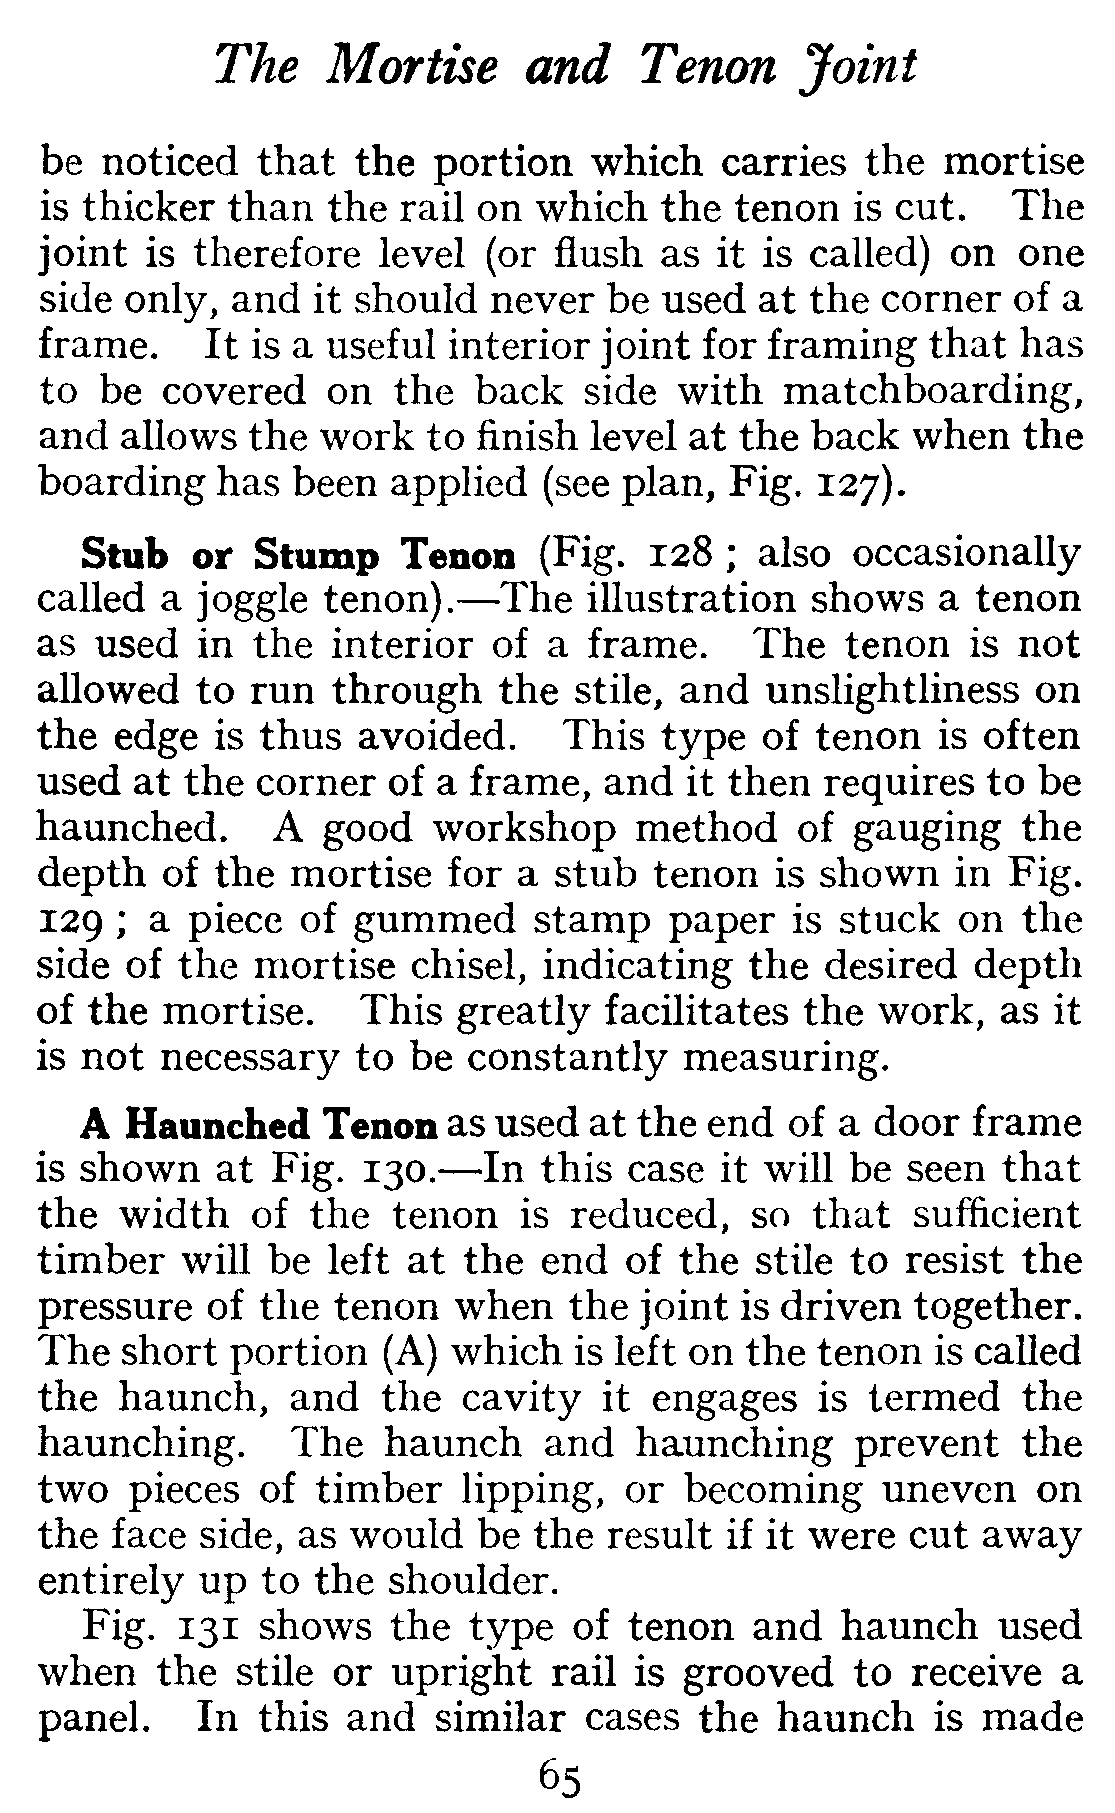 The Mortise and Tenon Joint
be noticed that the portion which carries the mortise
is thicker than the rail on which the tenon is cut. The
joint is therefore level (or flush as it is called) on one
side only, and it should never be used at the corner of a
frame. It is a useful interior joint for framing that has
to be covered on the back side with matchboarding,
and allows the work to finish level at the back when the
boarding has been applied (see plan, Fig. 127).
Stub or Stump Tenon (Fig. 128 ; also occasionally
called a joggle tenon).—The illustration shows a tenon
as used in the interior of a frame. The tenon is not
allowed to run through the stile, and unslightliness on
the edge is thus avoided. This type of tenon is often
used at the corner of a frame, and it then requires to be
haunched. A good workshop method of gauging the
depth of the mortise for a stub tenon is shown in Fig.
129 ; a piece of gummed stamp paper is stuck on the
side of the mortise chisel, indicating the desired depth
of the mortise. This greatly facilitates the work, as it
is not necessary to be constantly measuring.
A Haunched Tenon as used at the end of a door frame
is shown at Fig. 130.—In this case it will be seen that
the width of the tenon is reduced, so that sufficient
timber will be left at the end of the stile to resist the
pressure of the tenon when the joint is driven together.
The short portion (A) which is left on the tenon is called
the haunch, and the cavity it engages is termed the
haunching. The haunch and haunching prevent the
two pieces of timber lipping, or becoming uneven on
the face side, as would be the result if it were cut away
entirely up to the shoulder.
Fig. 131 shows the type of tenon and haunch used
when the stile or upright rail is grooved to receive a
panel. In this and similar cases the haunch is made
65